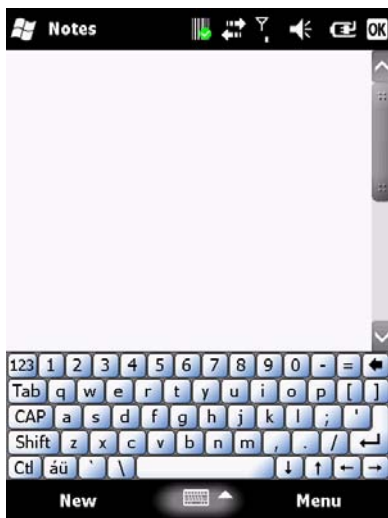 Notes OK
123 1 2 3 4 5 6 7 8 9 0 - =
Tab q w e r t y u i o p [ ]
CAP a s d f g h j k l ; '
Shift z x c v b n m , . /
Ctl áü ` \
New Menu